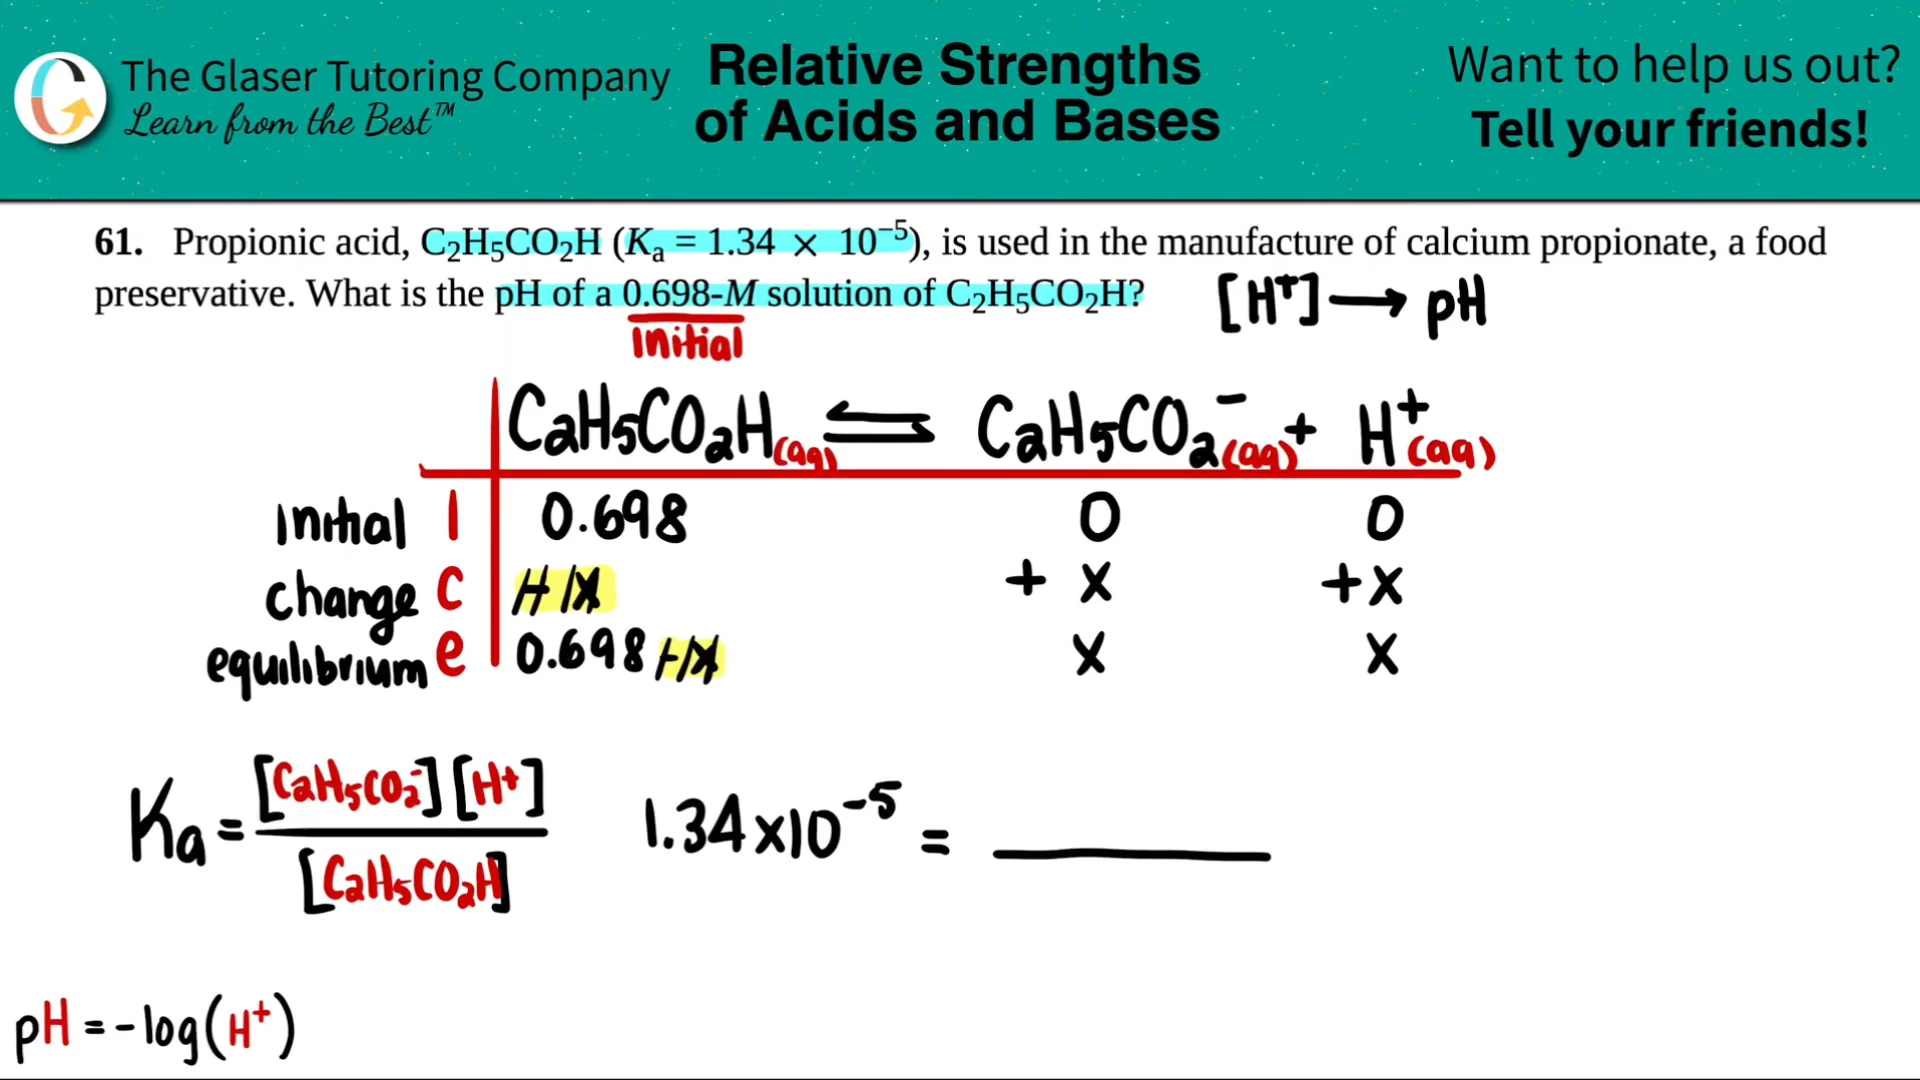 The Glaser Tutoring Company
Learn from the Best™
Relative Strengths
of Acids and Bases
Want to help us out?
Tell your friends!
61. Propionic acid, C₂H₅CO₂H (Kₐ = 1.34 × 10⁻⁵), is used in the manufacture of calcium propionate, a food
preservative. What is the pH of a 0.698-M solution of C₂H₅CO₂H?
[H⁺] → pH
Initial
C₂H₅CO₂H(aq) ⇌ C₂H₅CO₂⁻(aq) + H⁺(aq)
Initial I 0.698 0 0
change C -x + x +x
equilibrium e 0.698 -x x x
Ka = [C₂H₅CO₂⁻][H⁺] / [C₂H₅CO₂H]
1.34x10⁻⁵ = ______
pH = -log(H⁺)